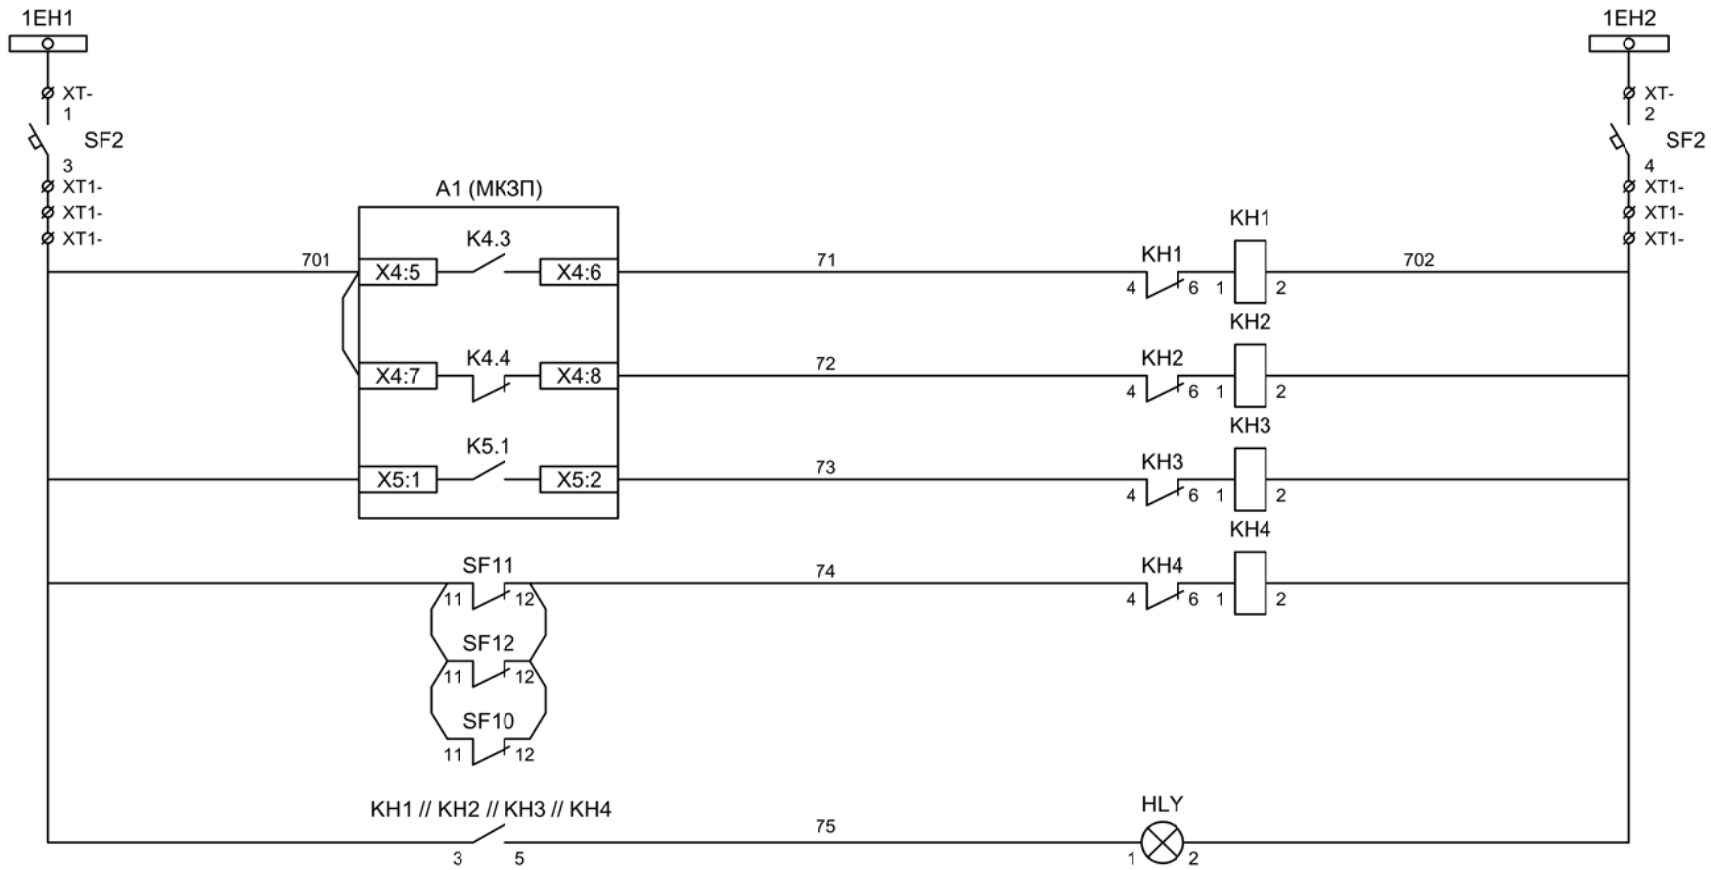 1EH1
1EH2
XT-
XT-
1
2
SF2
SF2
3
4
XT1-
XT1-
XT1-
XT1-
XT1-
XT1-
A1 (МКЗП)
KH1
K4.3
KH1
701
X4:5
X4:6
71
702
4
6
1
2
KH2
K4.4
KH2
X4:7
X4:8
72
4
6
1
2
KH3
K5.1
KH3
X5:1
X5:2
73
4
6
1
2
KH4
SF11
KH4
74
11
12
4
6
1
2
SF12
11
12
SF10
11
12
KH1 // KH2 // KH3 // KH4
HLY
75
3
5
1
2